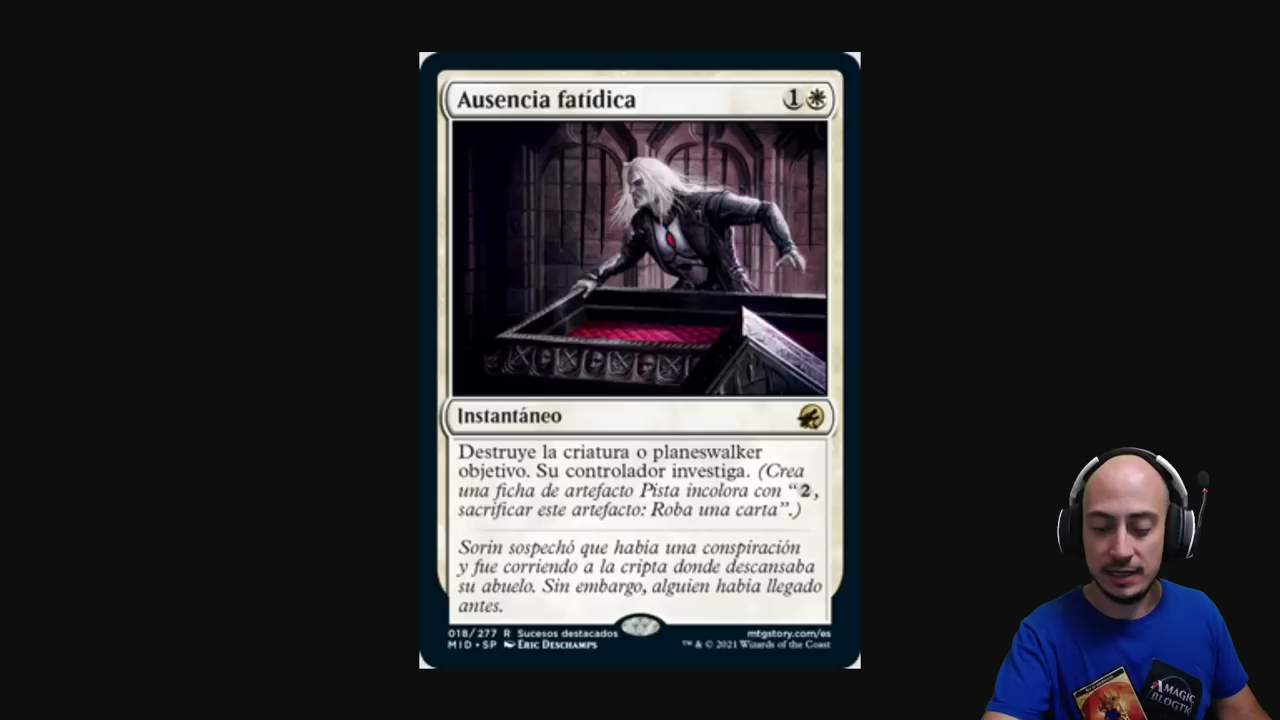 Ausencia fatídica 1
Instantáneo
Destruye la criatura o planeswalker
objetivo. Su controlador investiga. (Crea
una ficha de artefacto Pista incolora con “2,
sacrificar este artefacto: Roba una carta”.)
Sorin sospechó que había una conspiración
y fue corriendo a la cripta donde descansaba
su abuelo. Sin embargo, alguien había llegado
antes.
018/277 R Sucesos destacados
mtgstory.com/es
MID • SP ERIC DESCHAMPS
™ & © 2021 Wizards of the Coast
MAGIC
BLOGTK